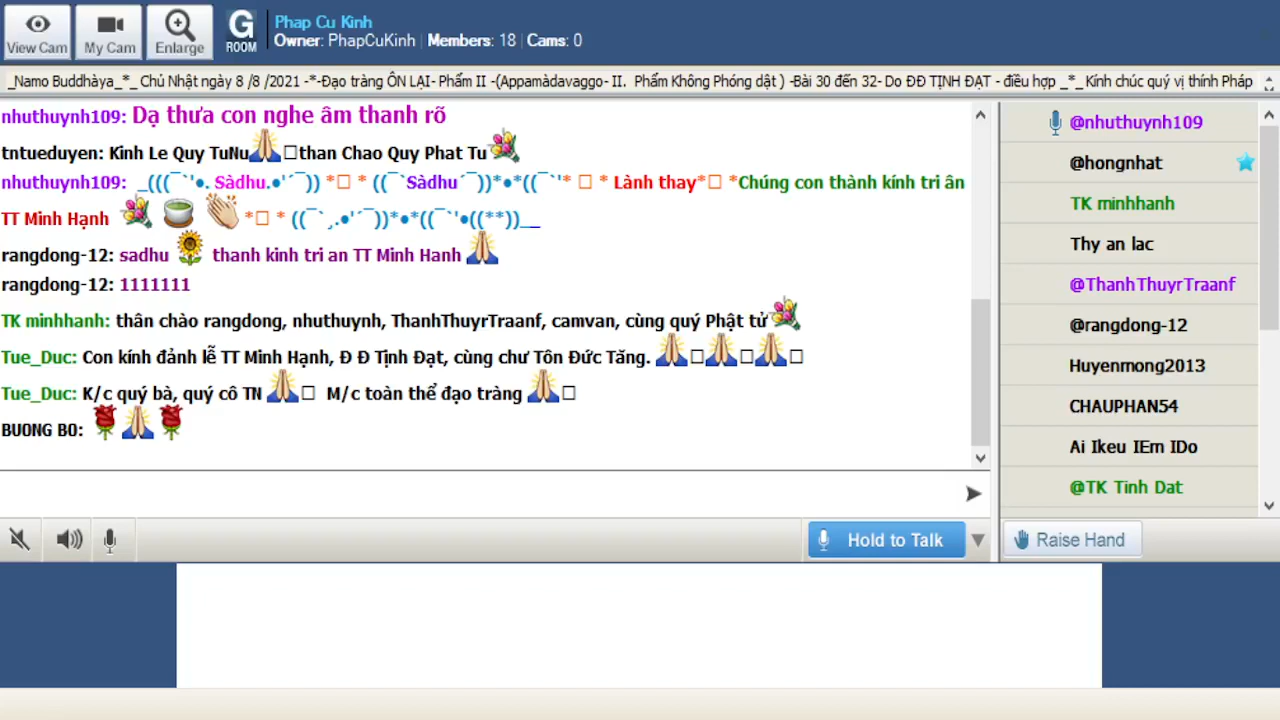 View Cam
My Cam
Enlarge
G
ROOM
Phap Cu Kinh
Owner: PhapCuKinh | Members: 18 | Cams: 0
_Namo Buddhàya_*_ Chủ Nhật ngày 8 /8 /2021 -*-Đạo tràng ÔN LẠI- Phẩm II -(Appamàdavaggo- II. Phẩm Không Phóng dật ) -Bài 30 đến 32- Do ĐĐ TỊNH ĐẠT - điều hợp _*_Kính chúc quý vị thính Pháp
nhuthuynh109: Dạ thưa con nghe âm thanh rõ
tntueduyen: Kinh Le Quy TuNu🙏than Chao Quy Phat Tu💐
nhuthuynh109: _(((¯`'•. Sàdhu.•'´¯)) *☐ * ((¯`Sàdhu´¯))*•*((¯`'* ☐ * Lành thay*☐ *Chúng con thành kính tri ân
TT Minh Hạnh 💐 🍵 👏 *☐ * ((¯`¸.•'´¯))*•*((¯`'•((**))__
rangdong-12: sadhu 🌻 thanh kinh tri an TT Minh Hanh 🙏
rangdong-12: 1111111
TK minhhanh: thân chào rangdong, nhuthuynh, ThanhThuyrTraanf, camvan, cùng quý Phật tử💐
Tue_Duc: Con kính đảnh lễ TT Minh Hạnh, Đ Đ Tịnh Đạt, cùng chư Tôn Đức Tăng. 🙏☐🙏☐🙏☐
Tue_Duc: K/c quý bà, quý cô TN 🙏☐ M/c toàn thể đạo tràng 🙏☐
BUONG BO: 🌹🙏🌹
@nhuthuynh109
@hongnhat
TK minhhanh
Thy an lac
@ThanhThuyrTraanf
@rangdong-12
Huyenmong2013
CHAUPHAN54
Ai Ikeu IEm IDo
@TK Tinh Dat
Hold to Talk
Raise Hand